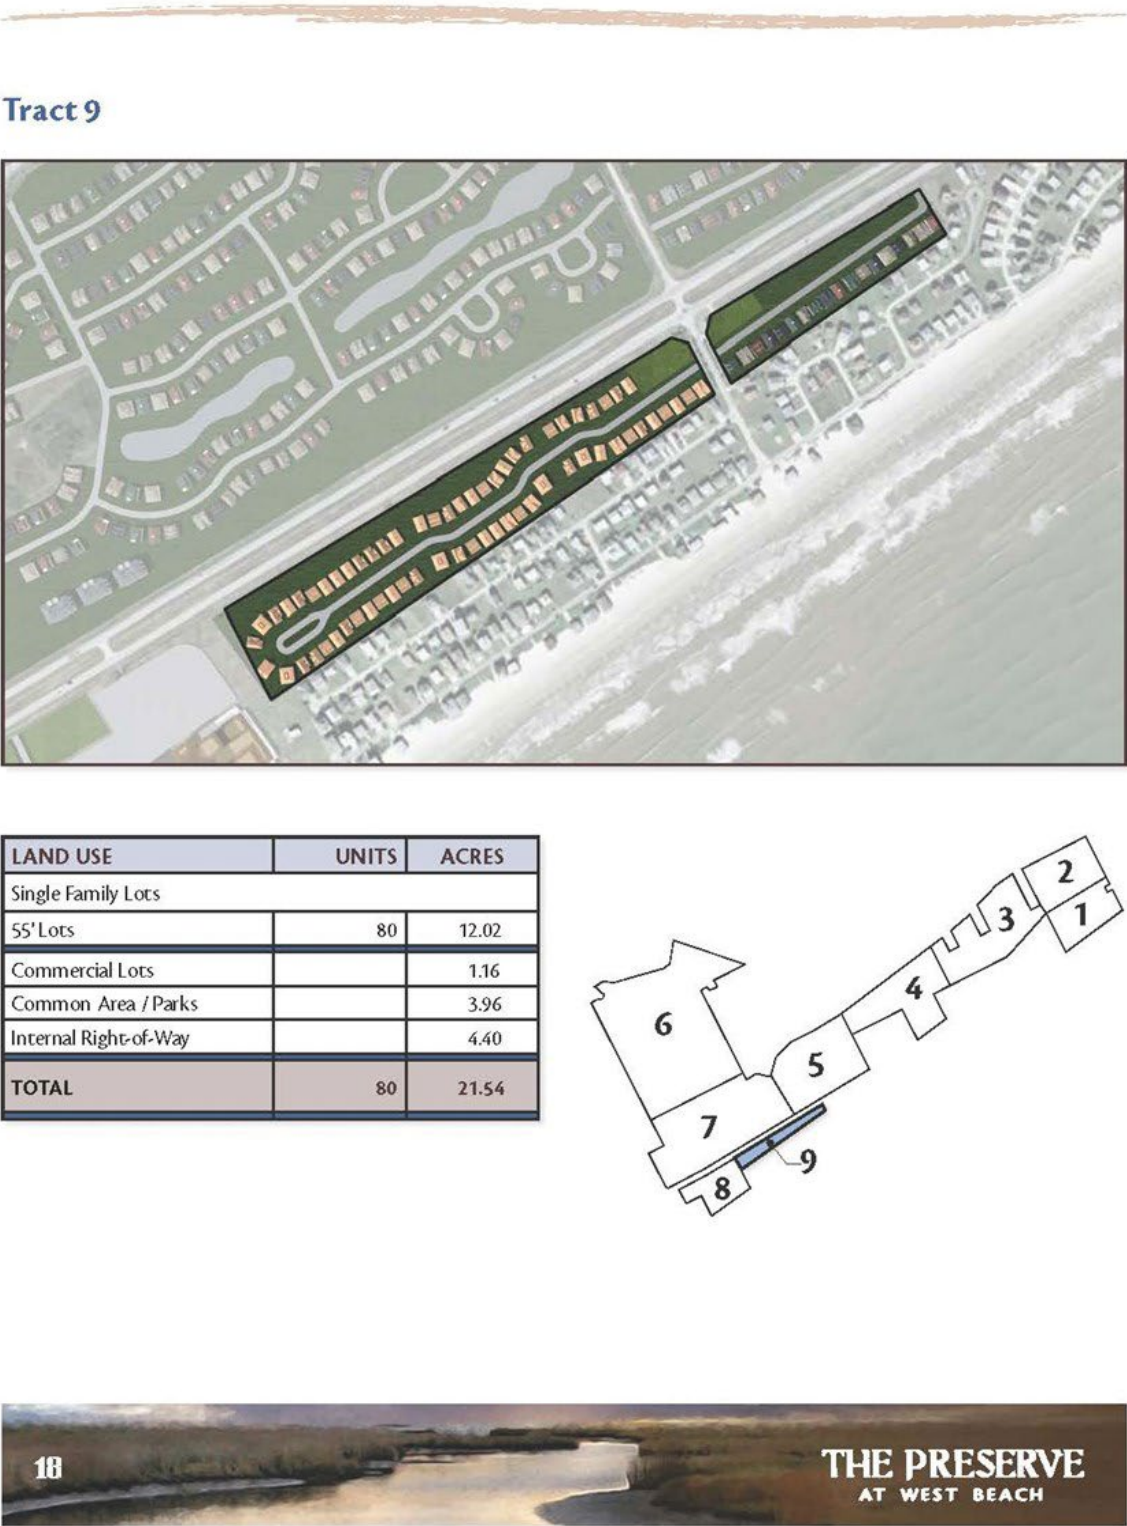 Tract 9
LAND USE UNITS ACRES
Single Family Lots
55' Lots 80 12.02
Commercial Lots 1.16
Common Area / Parks 3.96
Internal Right-of-Way 4.40
TOTAL 80 21.54
2
3 1
4
6
5
7
9
8
18
THE PRESERVE
AT WEST BEACH